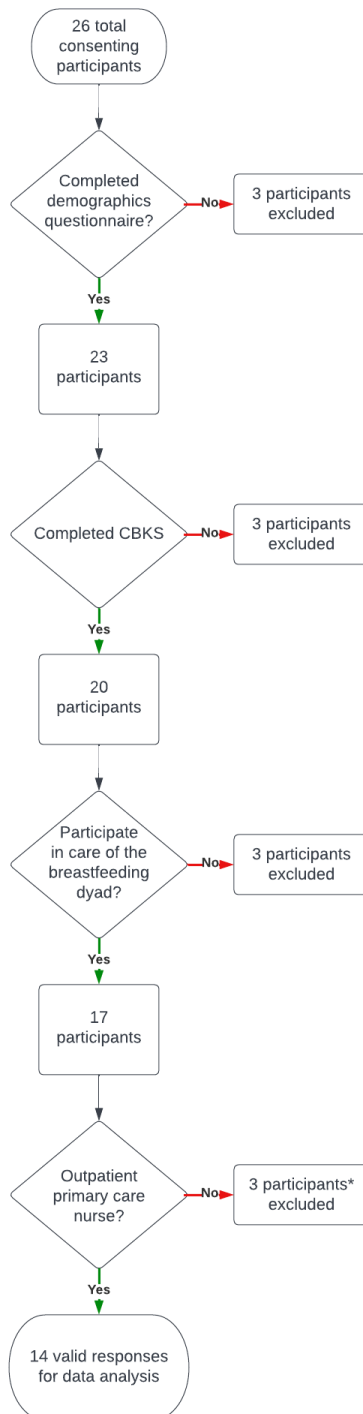 26 total
consenting
participants
Completed
demographics
questionnaire?
No
3 participants
excluded
Yes
23
participants
Completed CBKS
No
3 participants
excluded
Yes
20
participants
Participate
in care of the
breastfeeding
dyad?
No
3 participants
excluded
Yes
17
participants
Outpatient
primary care
nurse?
No
3 participants*
excluded
Yes
14 valid responses
for data analysis